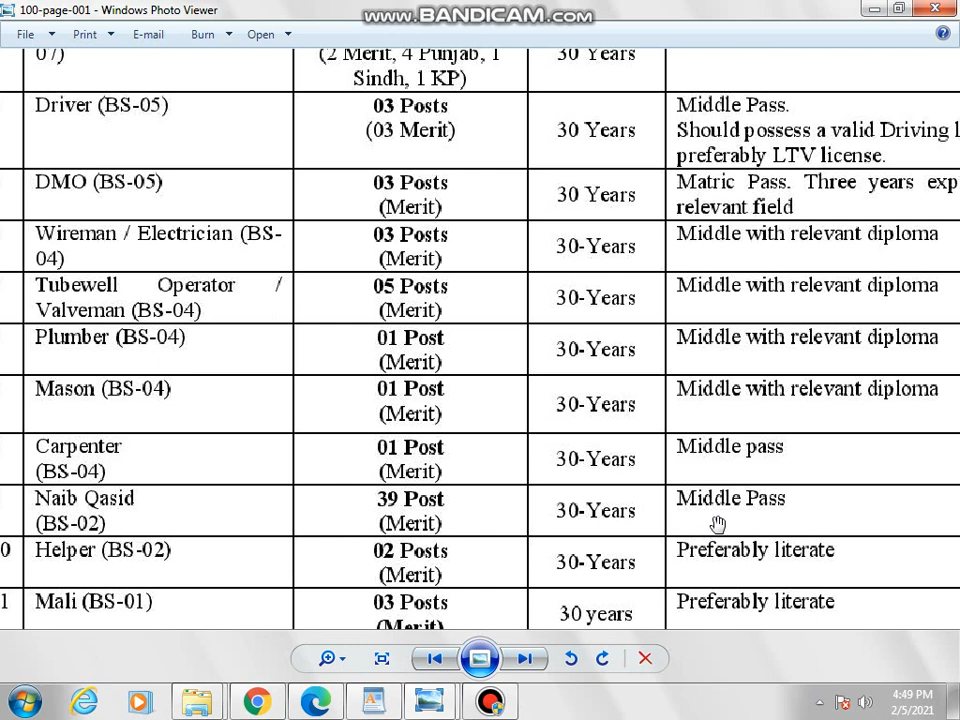 100-page-001 - Windows Photo Viewer
www.BANDICAM.com
File Print E-mail Burn Open
07) (2 Merit, 4 Punjab, 1 30 Years
Sindh, 1 KP)
Driver (BS-05) 03 Posts Middle Pass.
(03 Merit) 30 Years Should possess a valid Driving l
preferably LTV license.
DMO (BS-05) 03 Posts Matric Pass. Three years exp
(Merit) 30 Years relevant field
Wireman / Electrician (BS- 03 Posts Middle with relevant diploma
04) (Merit) 30-Years
Tubewell Operator / 05 Posts Middle with relevant diploma
Valveman (BS-04) (Merit) 30-Years
Plumber (BS-04) 01 Post Middle with relevant diploma
(Merit) 30-Years
Mason (BS-04) 01 Post Middle with relevant diploma
(Merit) 30-Years
Carpenter 01 Post Middle pass
(BS-04) (Merit) 30-Years
Naib Qasid 39 Post Middle Pass
(BS-02) (Merit) 30-Years
0 Helper (BS-02) 02 Posts Preferably literate
(Merit) 30-Years
1 Mali (BS-01) 03 Posts Preferably literate
(Merit) 30 years
4:49 PM
2/5/2021